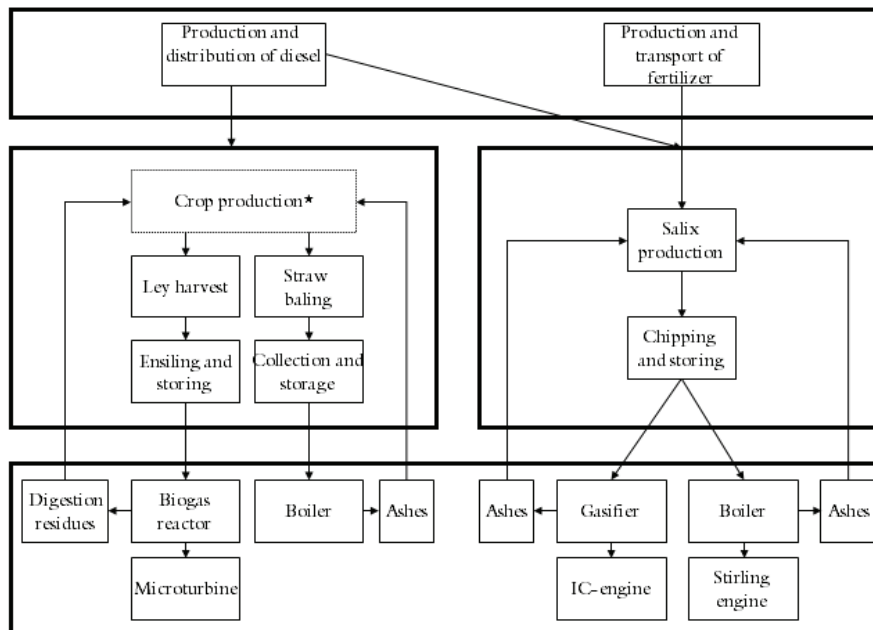 Production and
distribution of diesel
Production and
transport of
fertilizer
Crop production★
Ley harvest
Straw
baling
Ensiling and
storing
Collection and
storage
Salix
production
Chipping
and storing
Digestion
residues
Biogas
reactor
Boiler
Ashes
Ashes
Gasifier
Boiler
Ashes
Microturbine
IC-engine
Stirling
engine